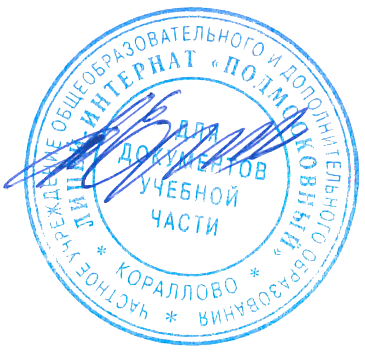 ЧАСТНОЕ УЧРЕЖДЕНИЕ ОБЩЕОБРАЗОВАТЕЛЬНОГО И ДОПОЛНИТЕЛЬНОГО ОБРАЗОВАНИЯ *
ЛИЦЕЙ ИНТЕРНАТ «ПОДМОСКОВНЫЙ»
* КОРАЛЛОВО *
ДЛЯ
ДОКУМЕНТОВ
УЧЕБНОЙ
ЧАСТИ